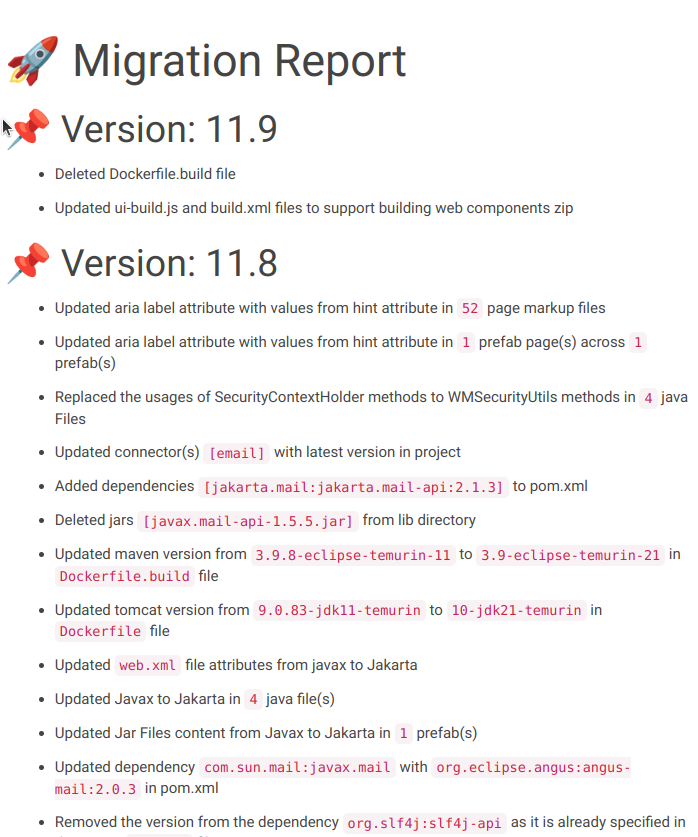 Migration Report
Version: 11.9
Deleted Dockerfile.build file
Updated ui-build.js and build.xml files to support building web components zip
Version: 11.8
Updated aria label attribute with values from hint attribute in 52 page markup files
Updated aria label attribute with values from hint attribute in 1 prefab page(s) across 1
prefab(s)
Replaced the usages of SecurityContextHolder methods to WMSecurityUtils methods in 4 java
Files
Updated connector(s) [email] with latest version in project
Added dependencies [jakarta.mail:jakarta.mail-api:2.1.3] to pom.xml
Deleted jars [javax.mail-api-1.5.5.jar] from lib directory
Updated maven version from 3.9.8-eclipse-temurin-11 to 3.9-eclipse-temurin-21 in
Dockerfile.build file
Updated tomcat version from 9.0.83-jdk11-temurin to 10-jdk21-temurin in
Dockerfile file
Updated web.xml file attributes from javax to Jakarta
Updated Javax to Jakarta in 4 java file(s)
Updated Jar Files content from Javax to Jakarta in 1 prefab(s)
Updated dependency com.sun.mail:javax.mail with org.eclipse.angus:angus-
mail:2.0.3 in pom.xml
Removed the version from the dependency org.slf4j:slf4j-api as it is already specified in